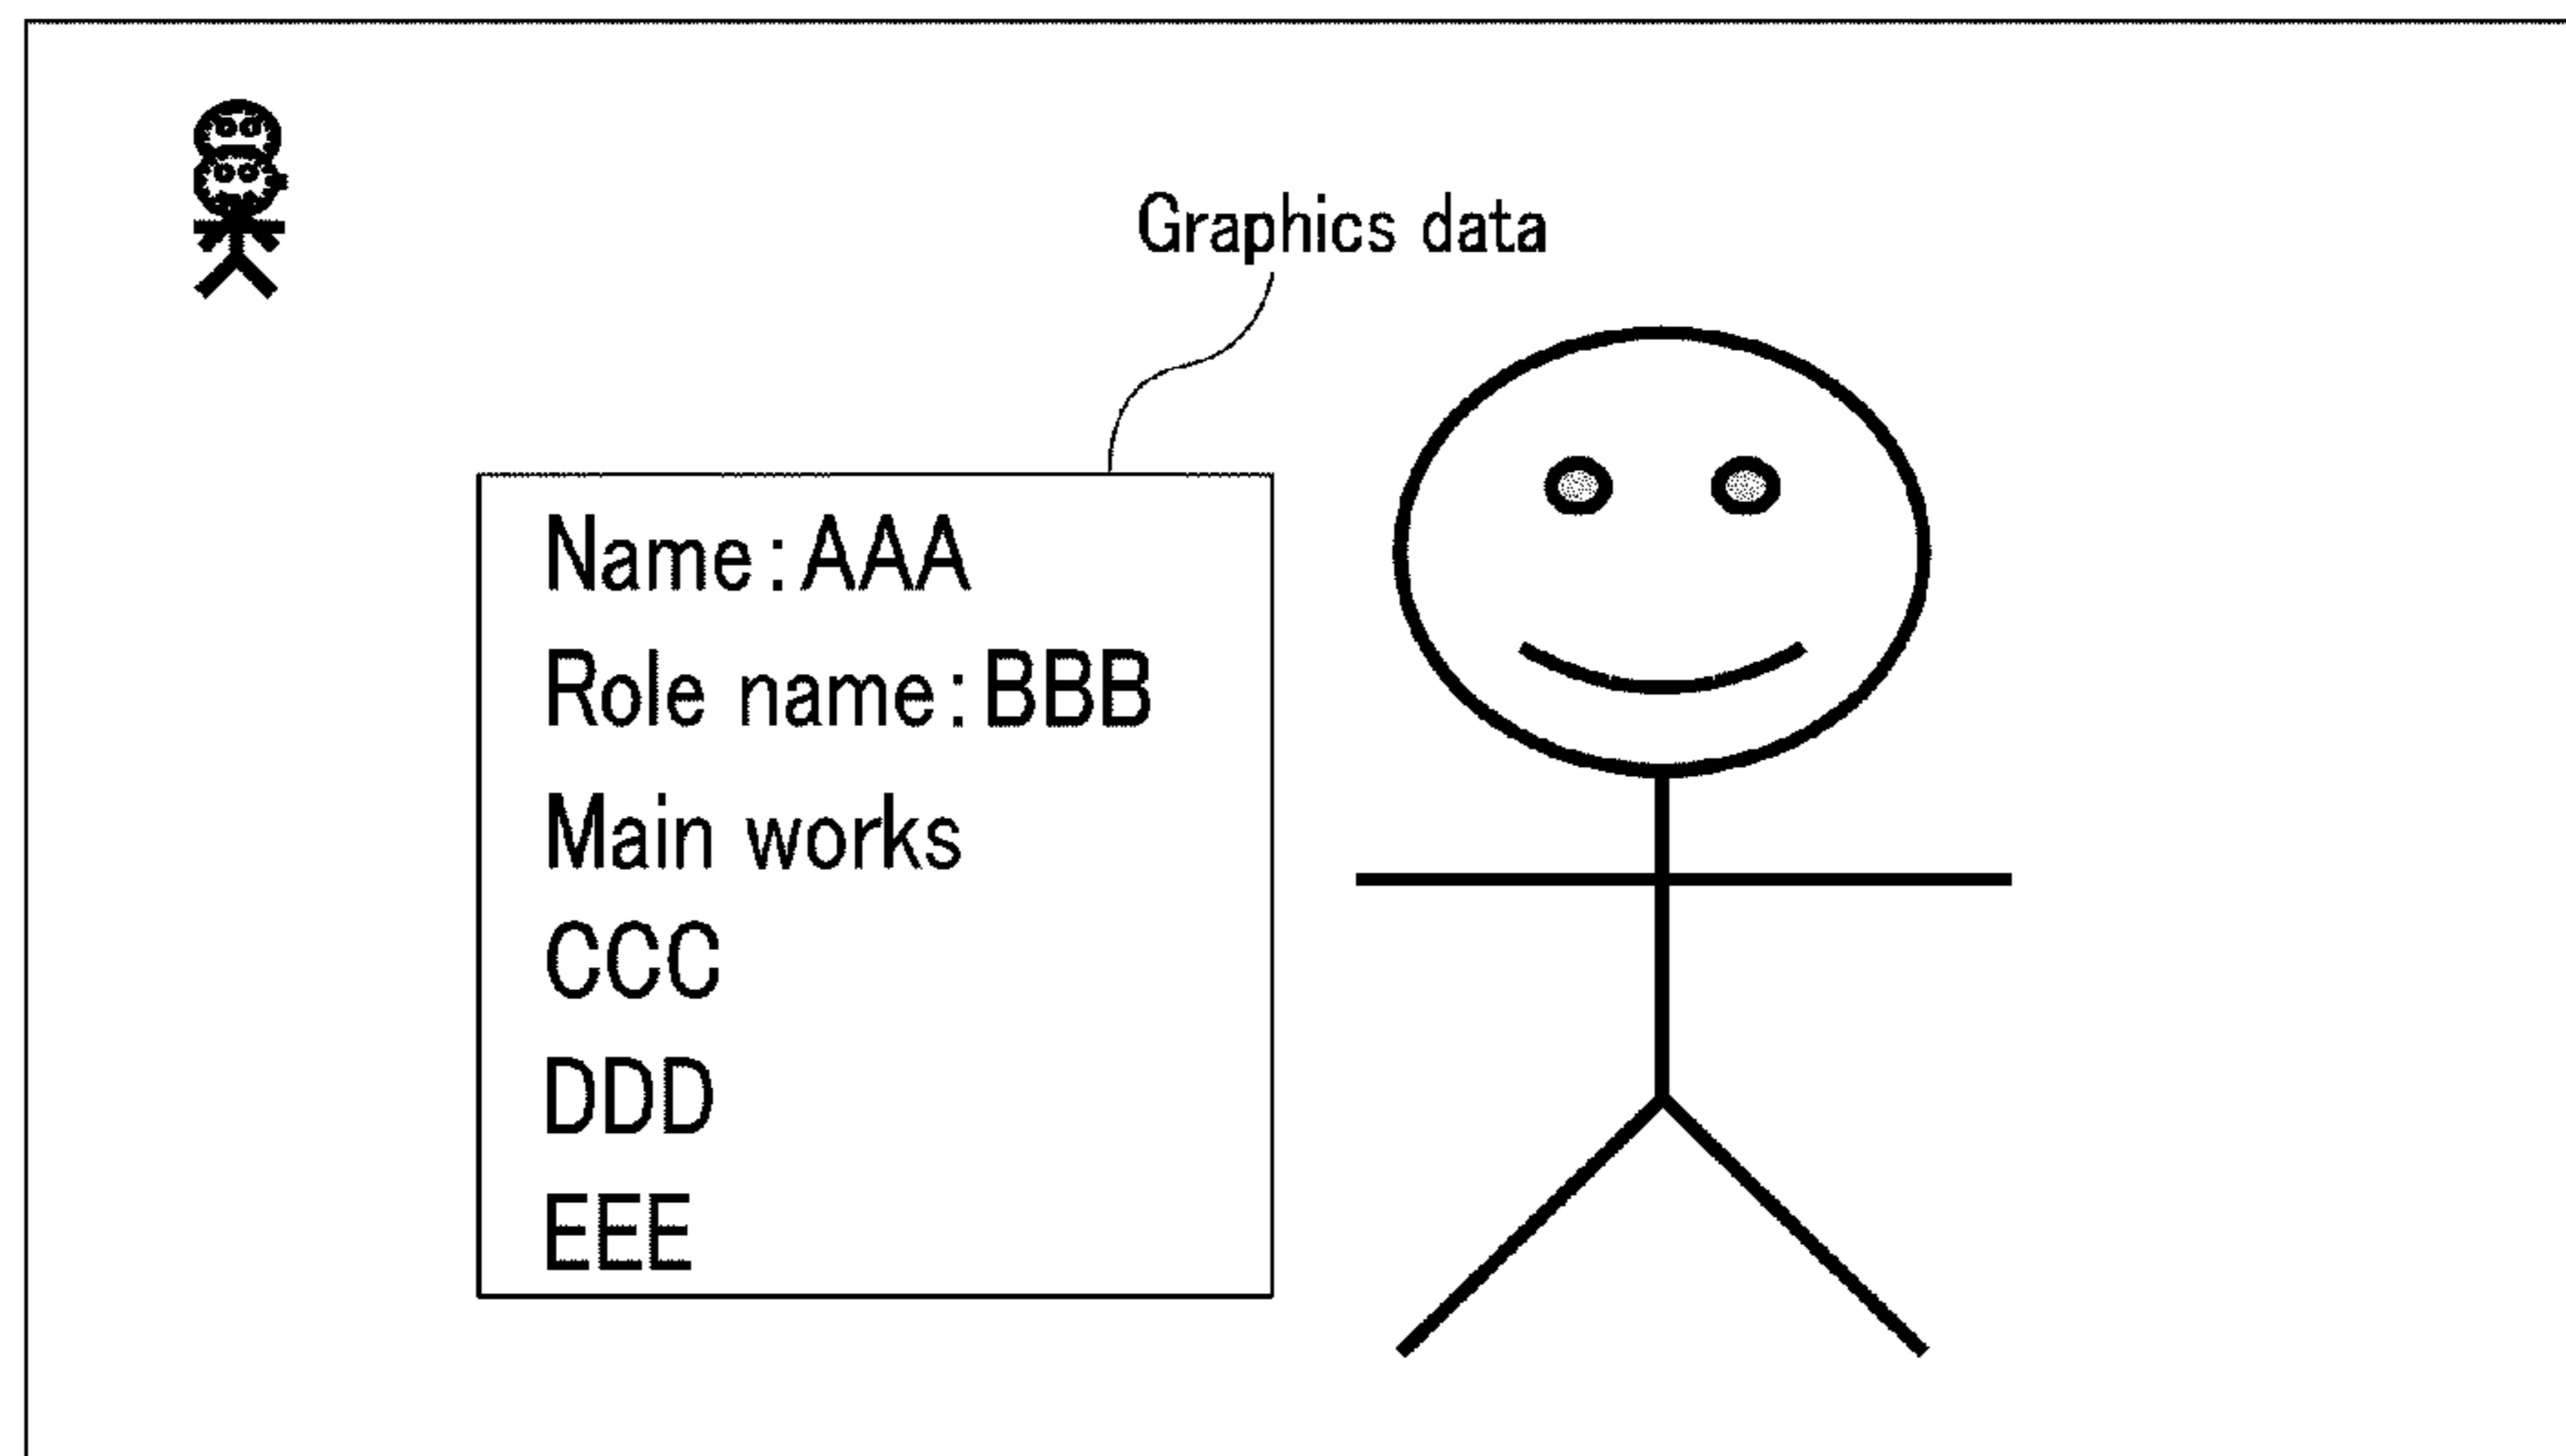 Graphics data
Name:AAA
Role name:BBB
Main works
CCC
DDD
EEE